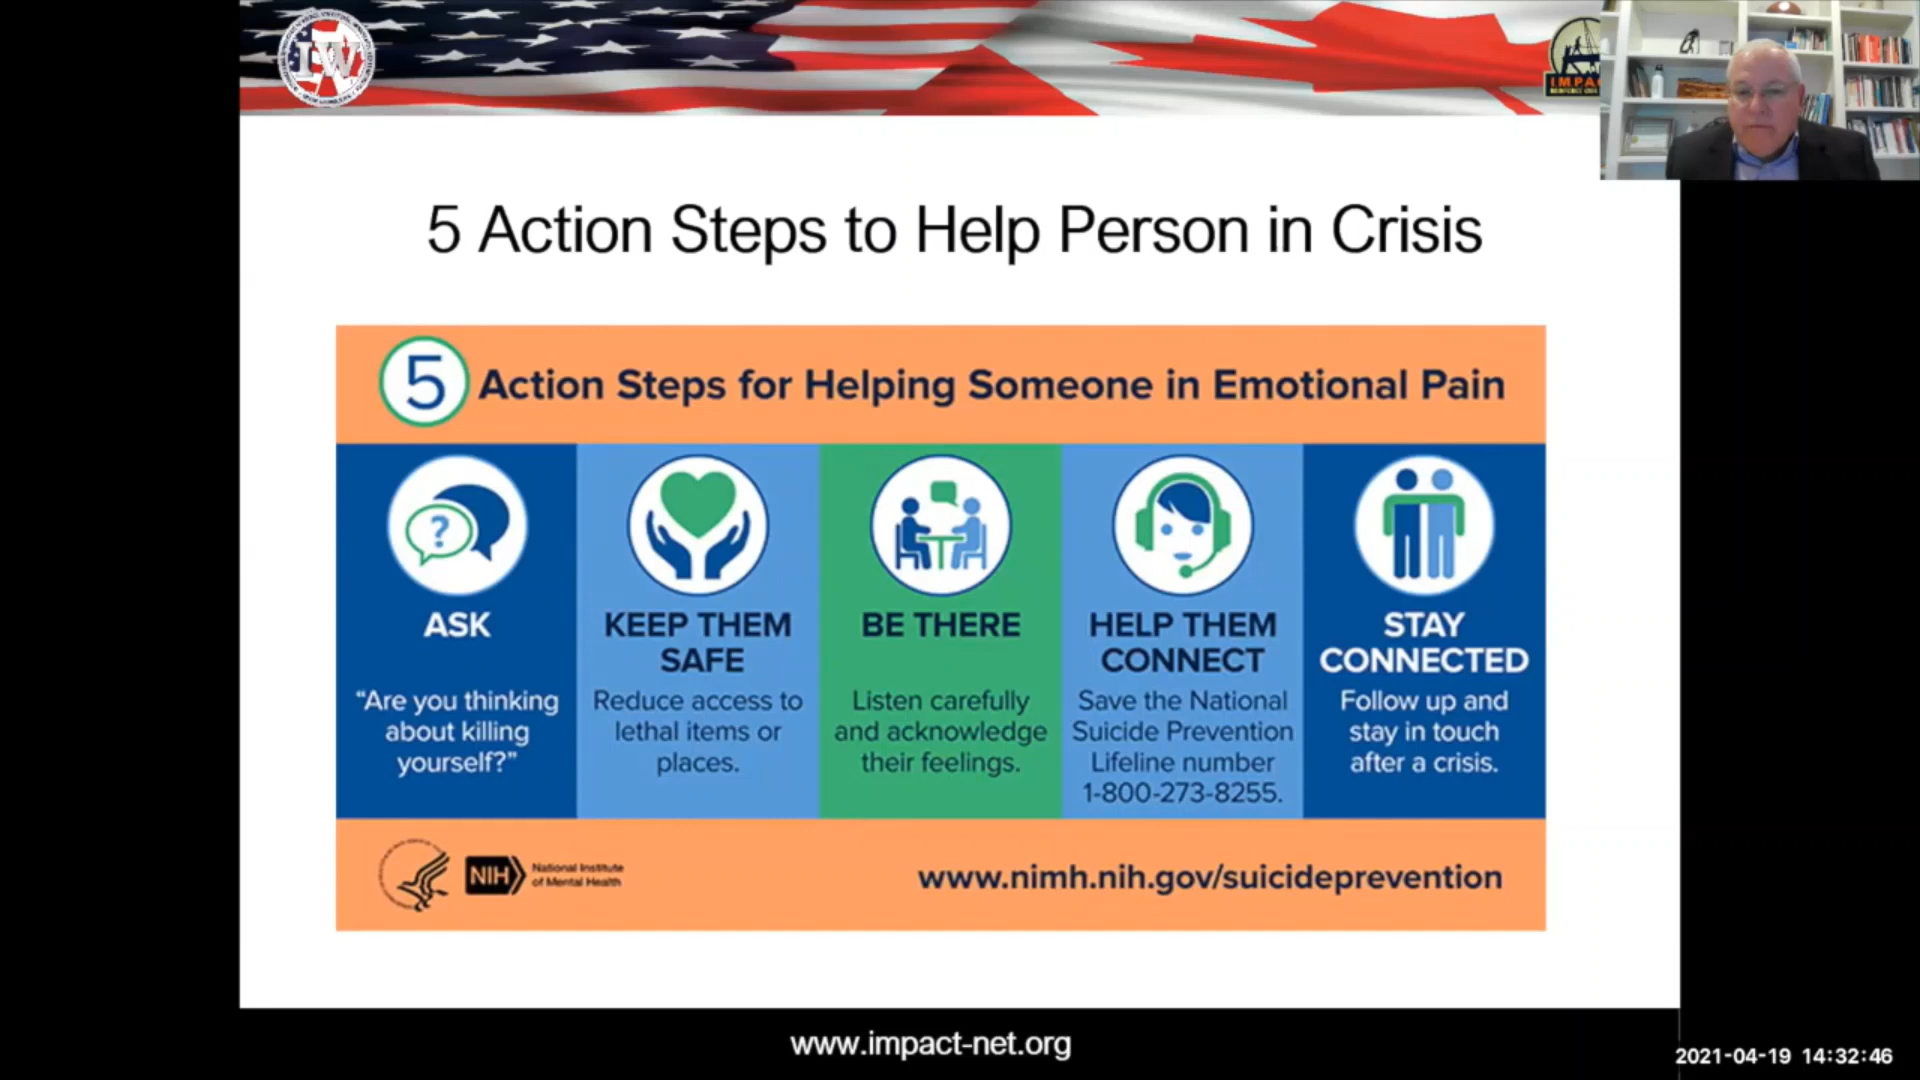 IW
IMPA
5 Action Steps to Help Person in Crisis
5 Action Steps for Helping Someone in Emotional Pain
?
ASK
"Are you thinking
about killing
yourself?"
KEEP THEM
SAFE
Reduce access to
lethal items or
places.
BE THERE
Listen carefully
and acknowledge
their feelings.
HELP THEM
CONNECT
Save the National
Suicide Prevention
Lifeline number
1-800-273-8255.
STAY
CONNECTED
Follow up and
stay in touch
after a crisis.
NIH
National Institute
of Mental Health
www.nimh.nih.gov/suicideprevention
www.impact-net.org
2021-04-19 14:32:46